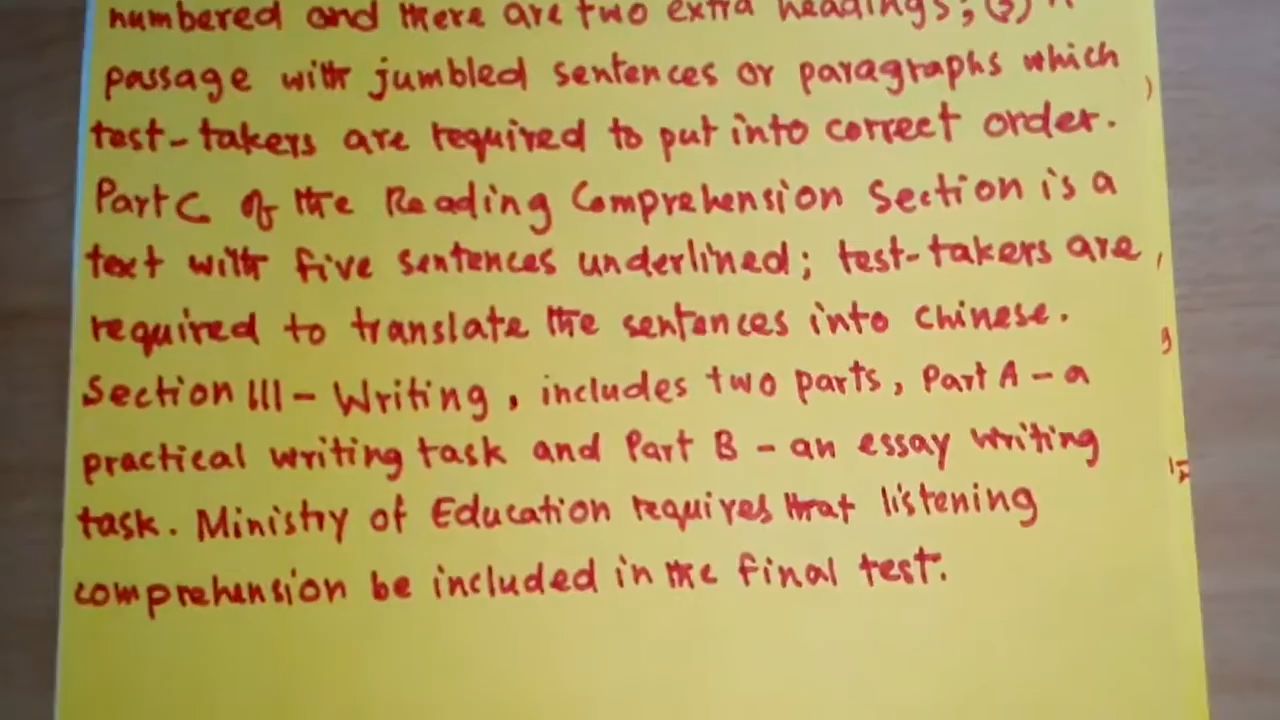 numbered and there are two extra headings; (3) A
passage with jumbled sentences or paragraphs which
test-takers are required to put into correct order.
Part C of the Reading Comprehension Section is a
text with five sentences underlined; test-takers are
required to translate the sentences into Chinese.
Section III - Writing, includes two parts, Part A - a
practical writing task and Part B - an essay writing
task. Ministry of Education requires that listening
comprehension be included in the final test.